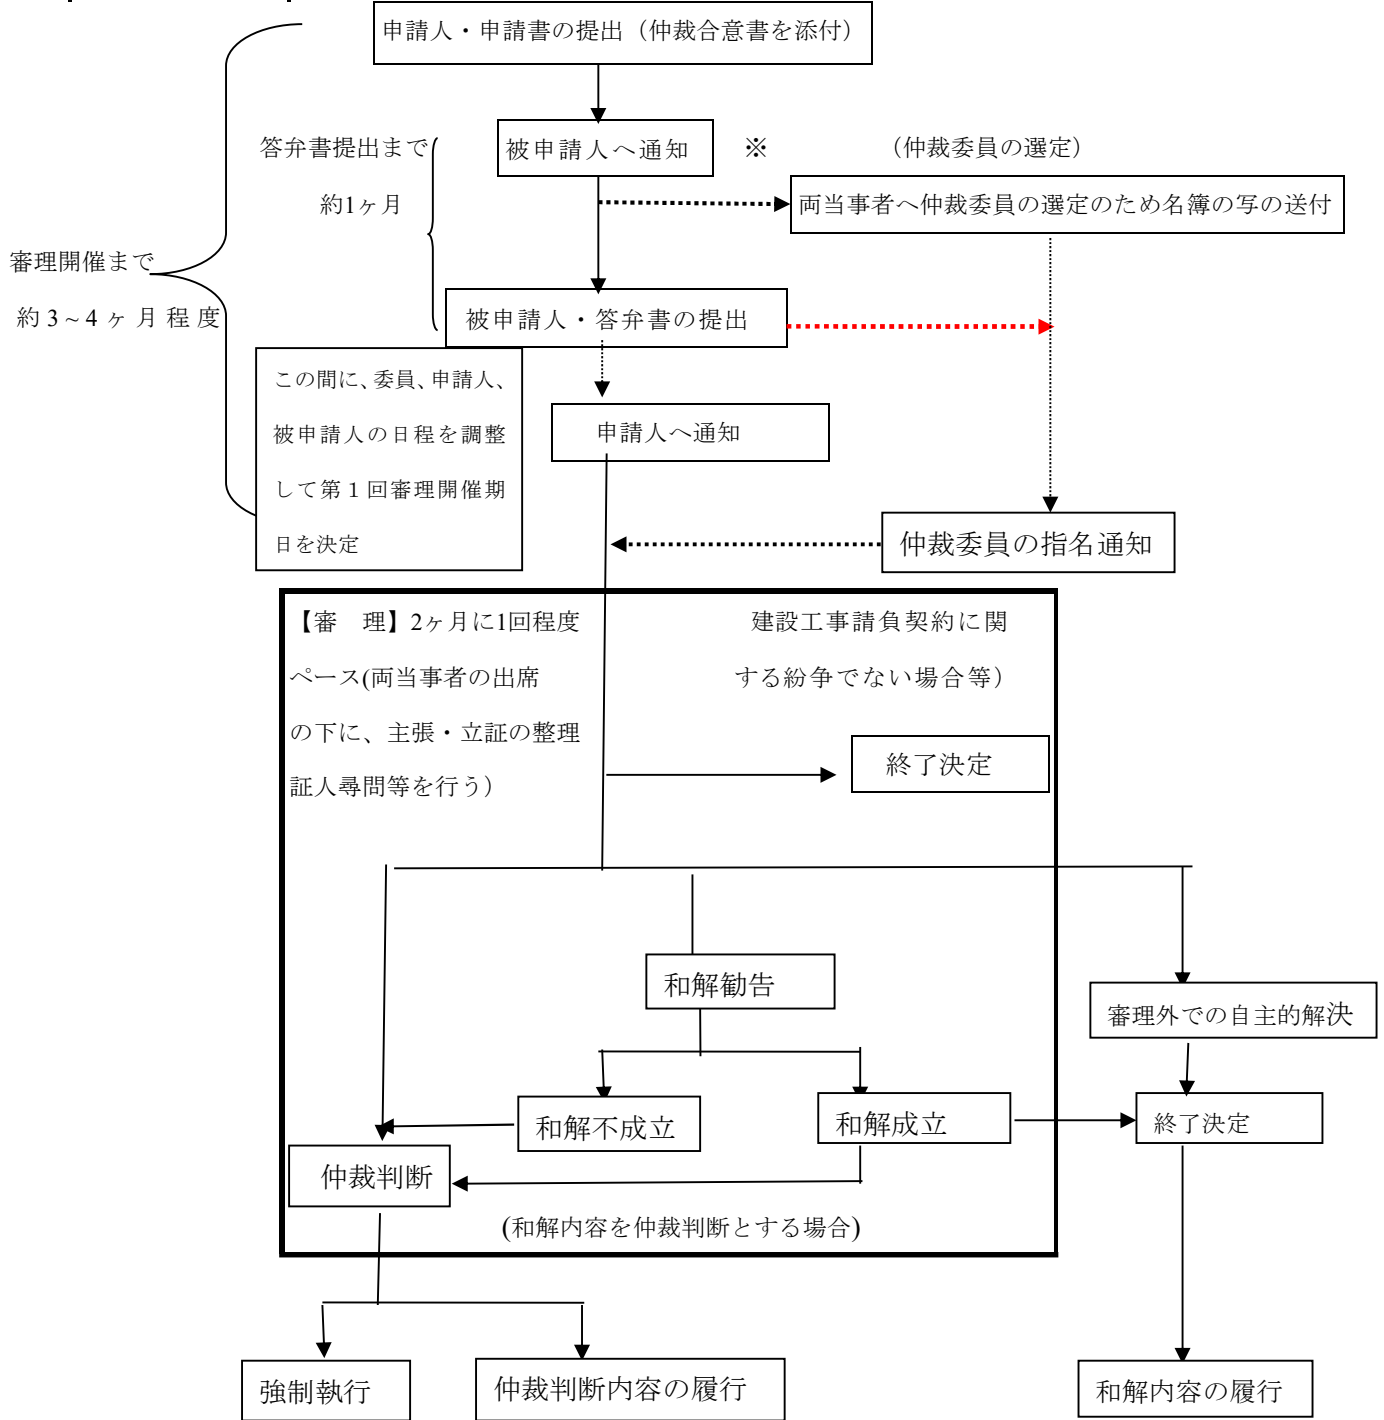 申請人・申請書の提出（仲裁合意書を添付）
答弁書提出まで
約1ヶ月
被申請人へ通知
※
（仲裁委員の選定）
両当事者へ仲裁委員の選定のため名簿の写の送付
審理開催まで
約3~4ヶ月程度
被申請人・答弁書の提出
この間に、委員、申請人、
被申請人の日程を調整
して第１回審理開催期
日を決定
申請人へ通知
仲裁委員の指名通知
【審　理】2ヶ月に1回程度
ペース(両当事者の出席
の下に、主張・立証の整理
証人尋問等を行う）
建設工事請負契約に関
する紛争でない場合等）
終了決定
和解勧告
審理外での自主的解決
和解不成立
和解成立
終了決定
仲裁判断
(和解内容を仲裁判断とする場合)
強制執行
仲裁判断内容の履行
和解内容の履行